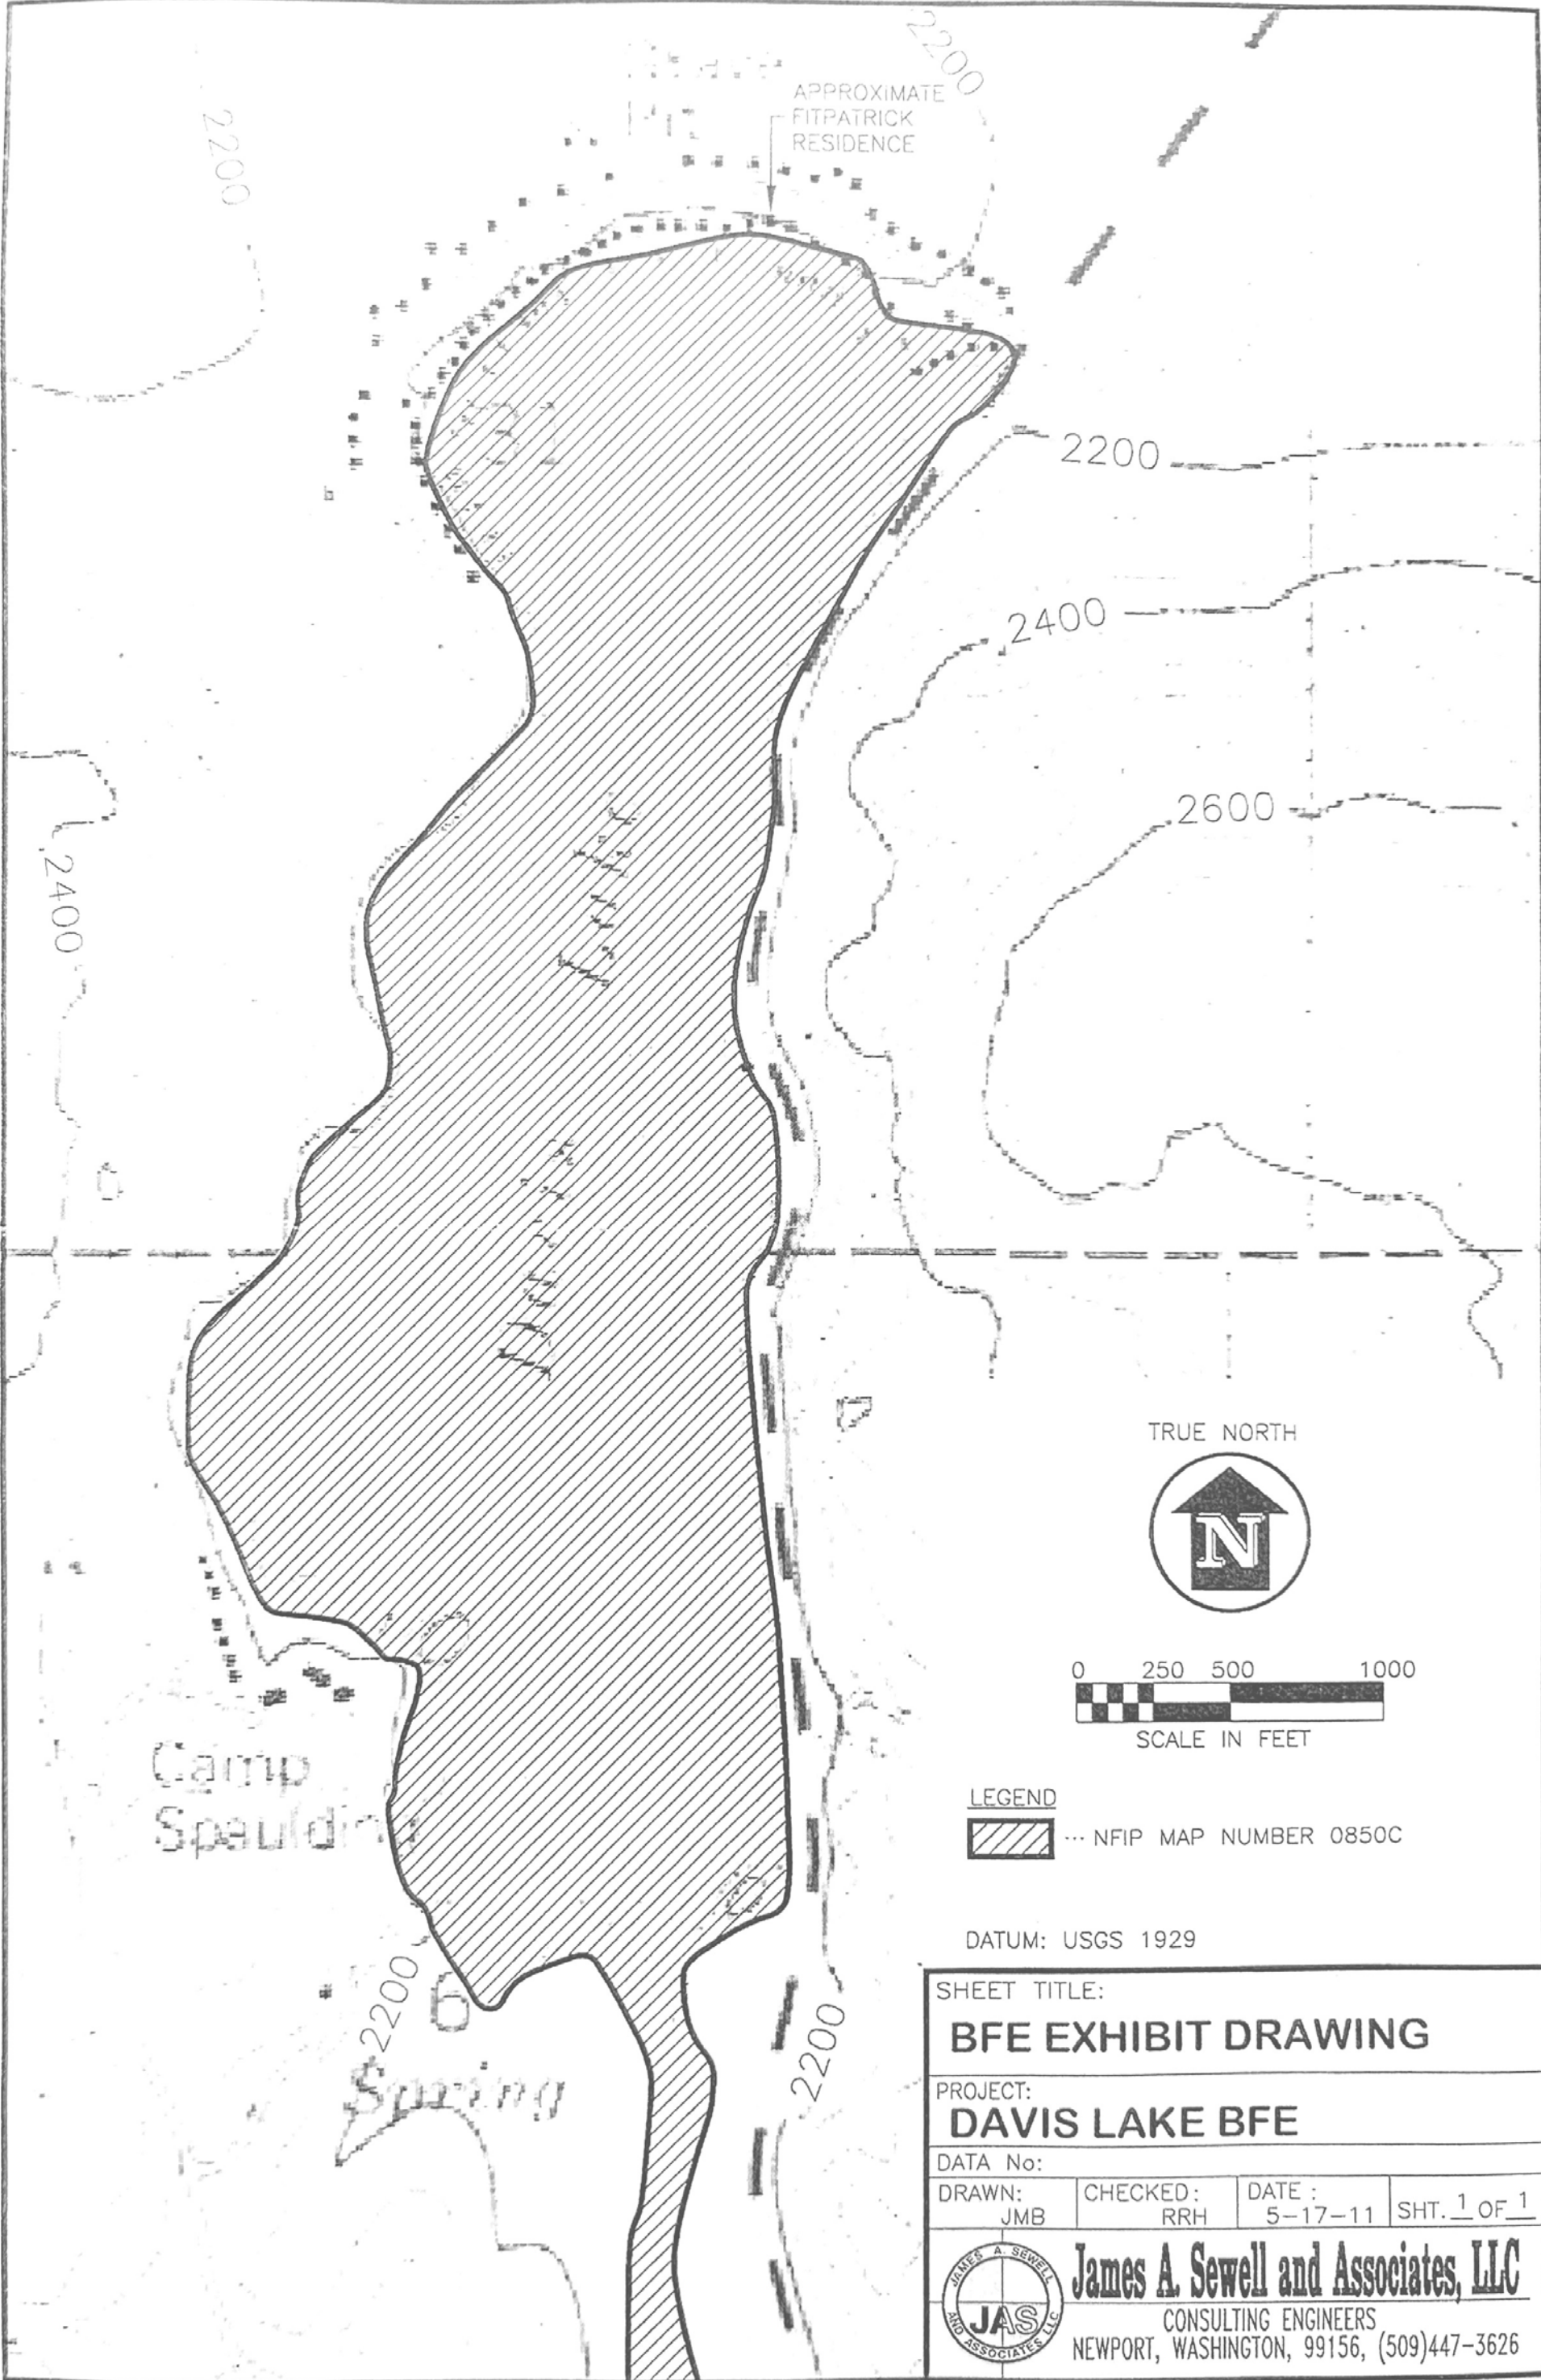 2200
APPROXIMATE
FITPATRICK
RESIDENCE
2200
2200
2400
2600
2400
TRUE NORTH
N
0 250 500 1000
SCALE IN FEET
Camp
LEGEND
... NFIP MAP NUMBER 0850C
DATUM: USGS 1929
2200
6
Spring
2200
SHEET TITLE:
BFE EXHIBIT DRAWING
PROJECT:
DAVIS LAKE BFE
DATA No:
DRAWN:
JMB
CHECKED:
RRH
DATE :
5-17-11
SHT. 1 OF 1
JAMES A. SEWELL
AND ASSOCIATES LLC
JAS
James A. Sewell and Associates, LLC
CONSULTING ENGINEERS
NEWPORT, WASHINGTON, 99156, (509)447-3626